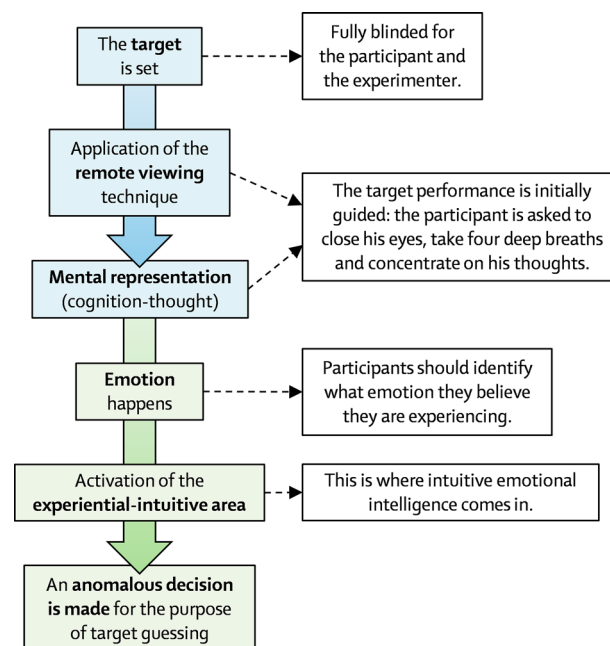 The target
is set
Fully blinded for
the participant and
the experimenter.
Application of the
remote viewing
technique
The target performance is initially
guided: the participant is asked to
close his eyes, take four deep breaths
and concentrate on his thoughts.
Mental representation
(cognition-thought)
Emotion
happens
Participants should identify
what emotion they believe
they are experiencing.
Activation of the
experiential-intuitive area
This is where intuitive emotional
intelligence comes in.
An anomalous decision
is made for the purpose
of target guessing